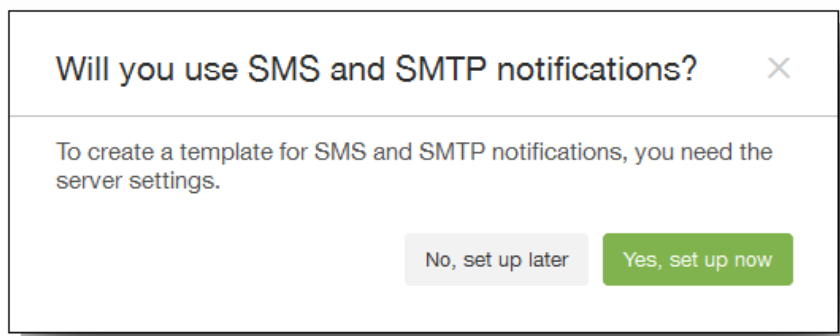 Will you use SMS and SMTP notifications?
To create a template for SMS and SMTP notifications, you need the
server settings.
No, set up later
Yes, set up now